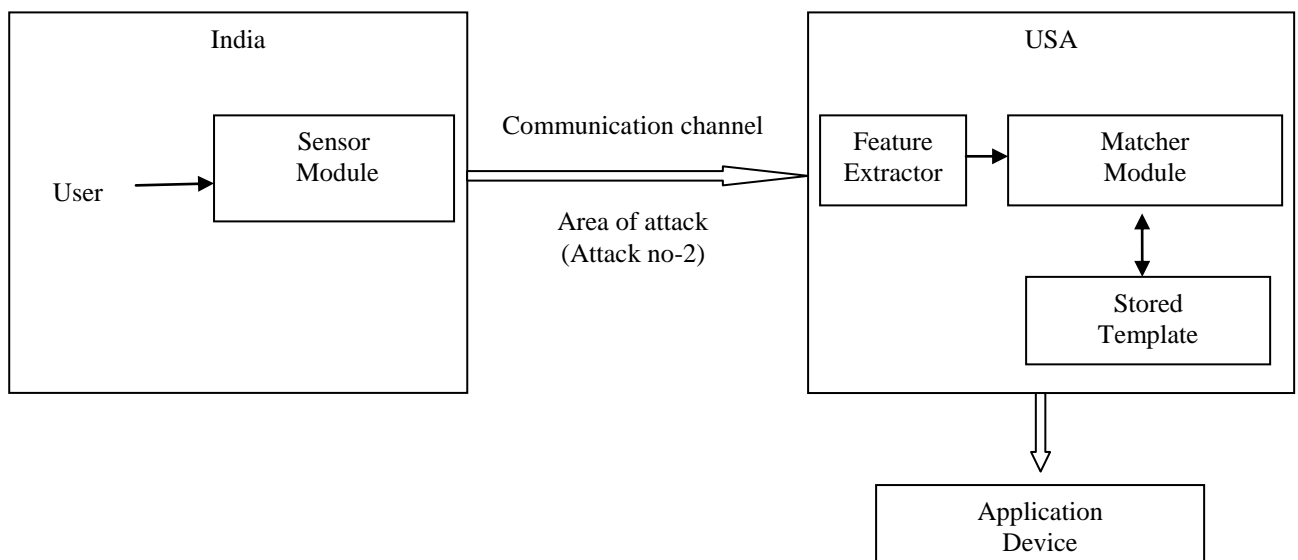 India
User
Sensor
Module
Communication channel
Area of attack
(Attack no-2)
USA
Feature
Extractor
Matcher
Module
Stored
Template
Application
Device